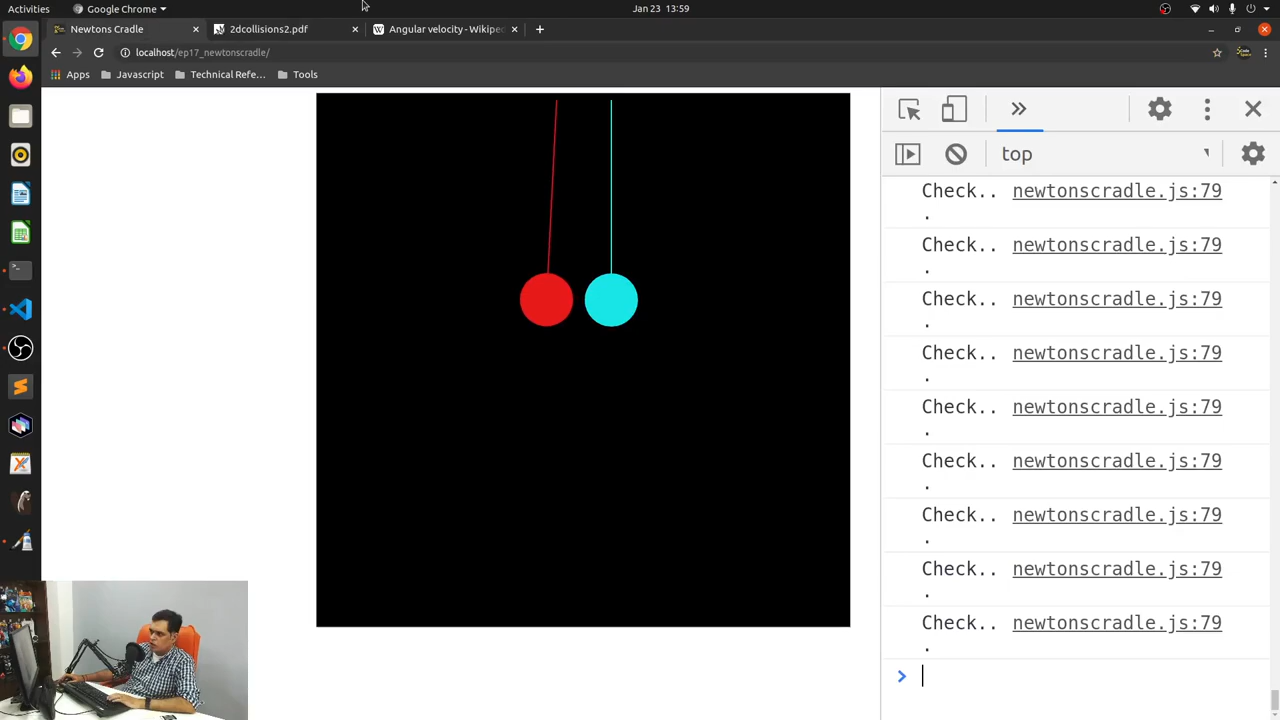 Activities
Google Chrome
Jan 23 13:59
Newtons Cradle
2dcollisions2.pdf
Angular velocity - Wikipe
localhost/ep17_newtonscradle/
Apps
Javascript
Technical Refe...
Tools
top
Check.. newtonscradle.js:79
.
Check.. newtonscradle.js:79
.
Check.. newtonscradle.js:79
.
Check.. newtonscradle.js:79
.
Check.. newtonscradle.js:79
.
Check.. newtonscradle.js:79
.
Check.. newtonscradle.js:79
.
Check.. newtonscradle.js:79
.
Check.. newtonscradle.js:79
.